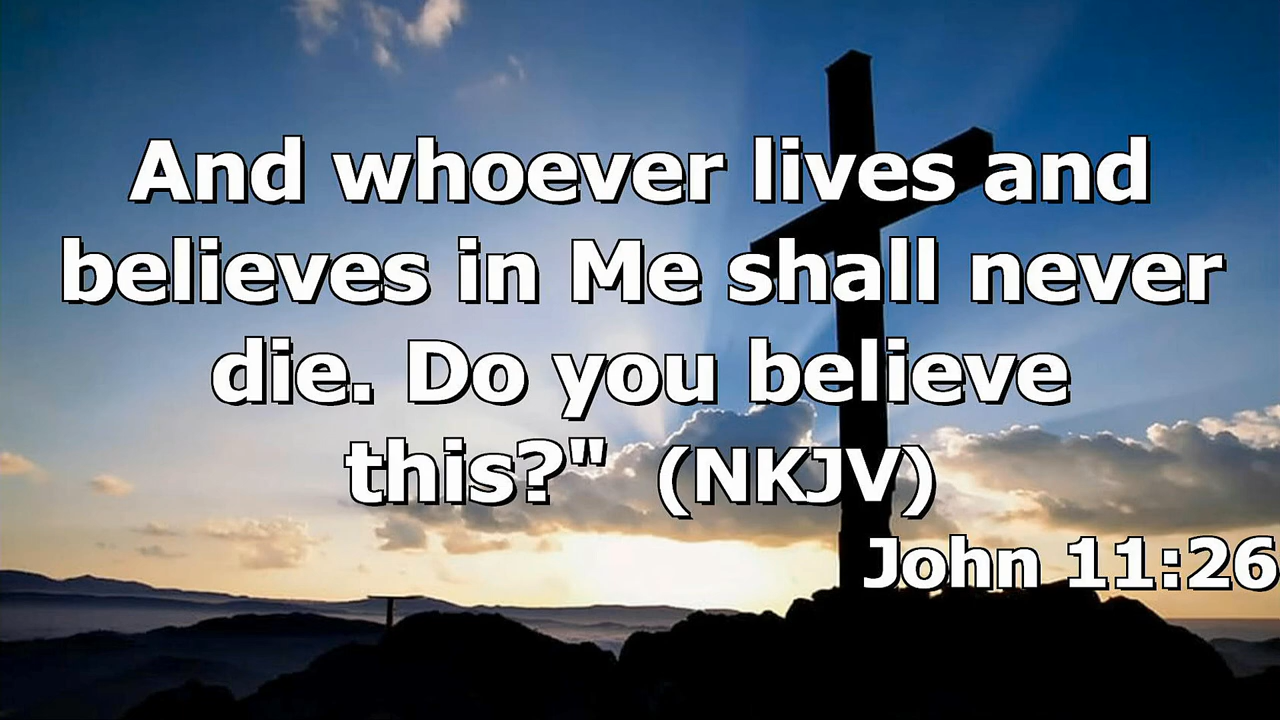 And whoever lives and
believes in Me shall never
die. Do you believe
this?" (NKJV)
John 11:26